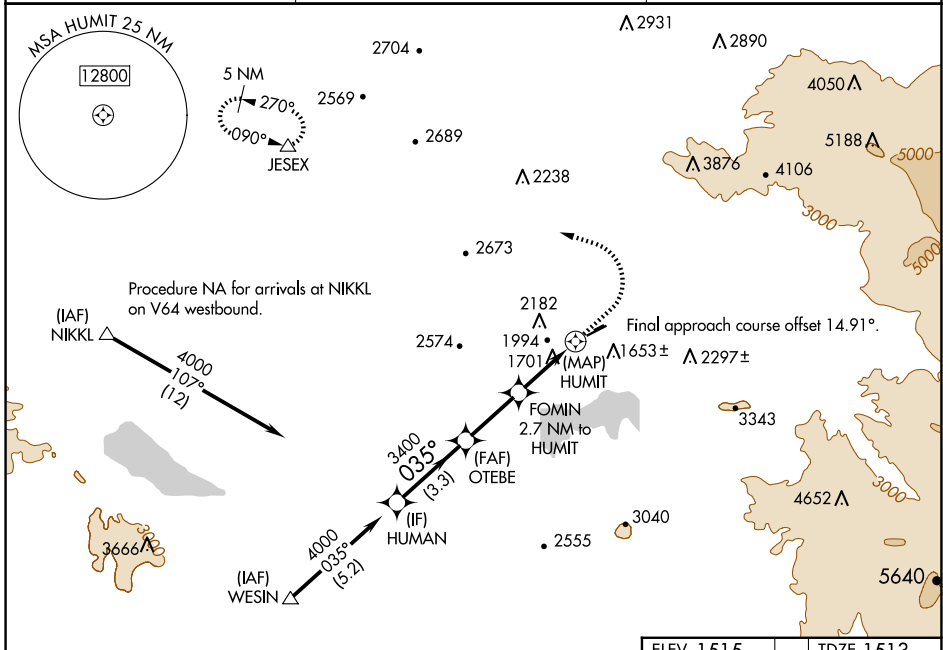 MSA HUMIT 25 NM
12800
5 NM
270°
090°
JESEX
2704
2569
2689
2931
2890
4050
5188
5000
3876
4106
3000
5000
2238
2673
Procedure NA for arrivals at NIKKL
on V64 westbound.
(IAF)
NIKKL
4000
107°
(12)
2182
1994
1701
2574
(MAP)
HUMIT
Final approach course offset 14.91°.
1653±
2297±
FOMIN
2.7 NM to
HUMIT
3343
3400
035°
(3.3)
(FAF)
OTEBE
(IF)
HUMAN
4000
035°
(5.2)
(IAF)
WESIN
3666
3000
3040
2555
4652
3000
5640
ELEV 1515
TDZE 1513